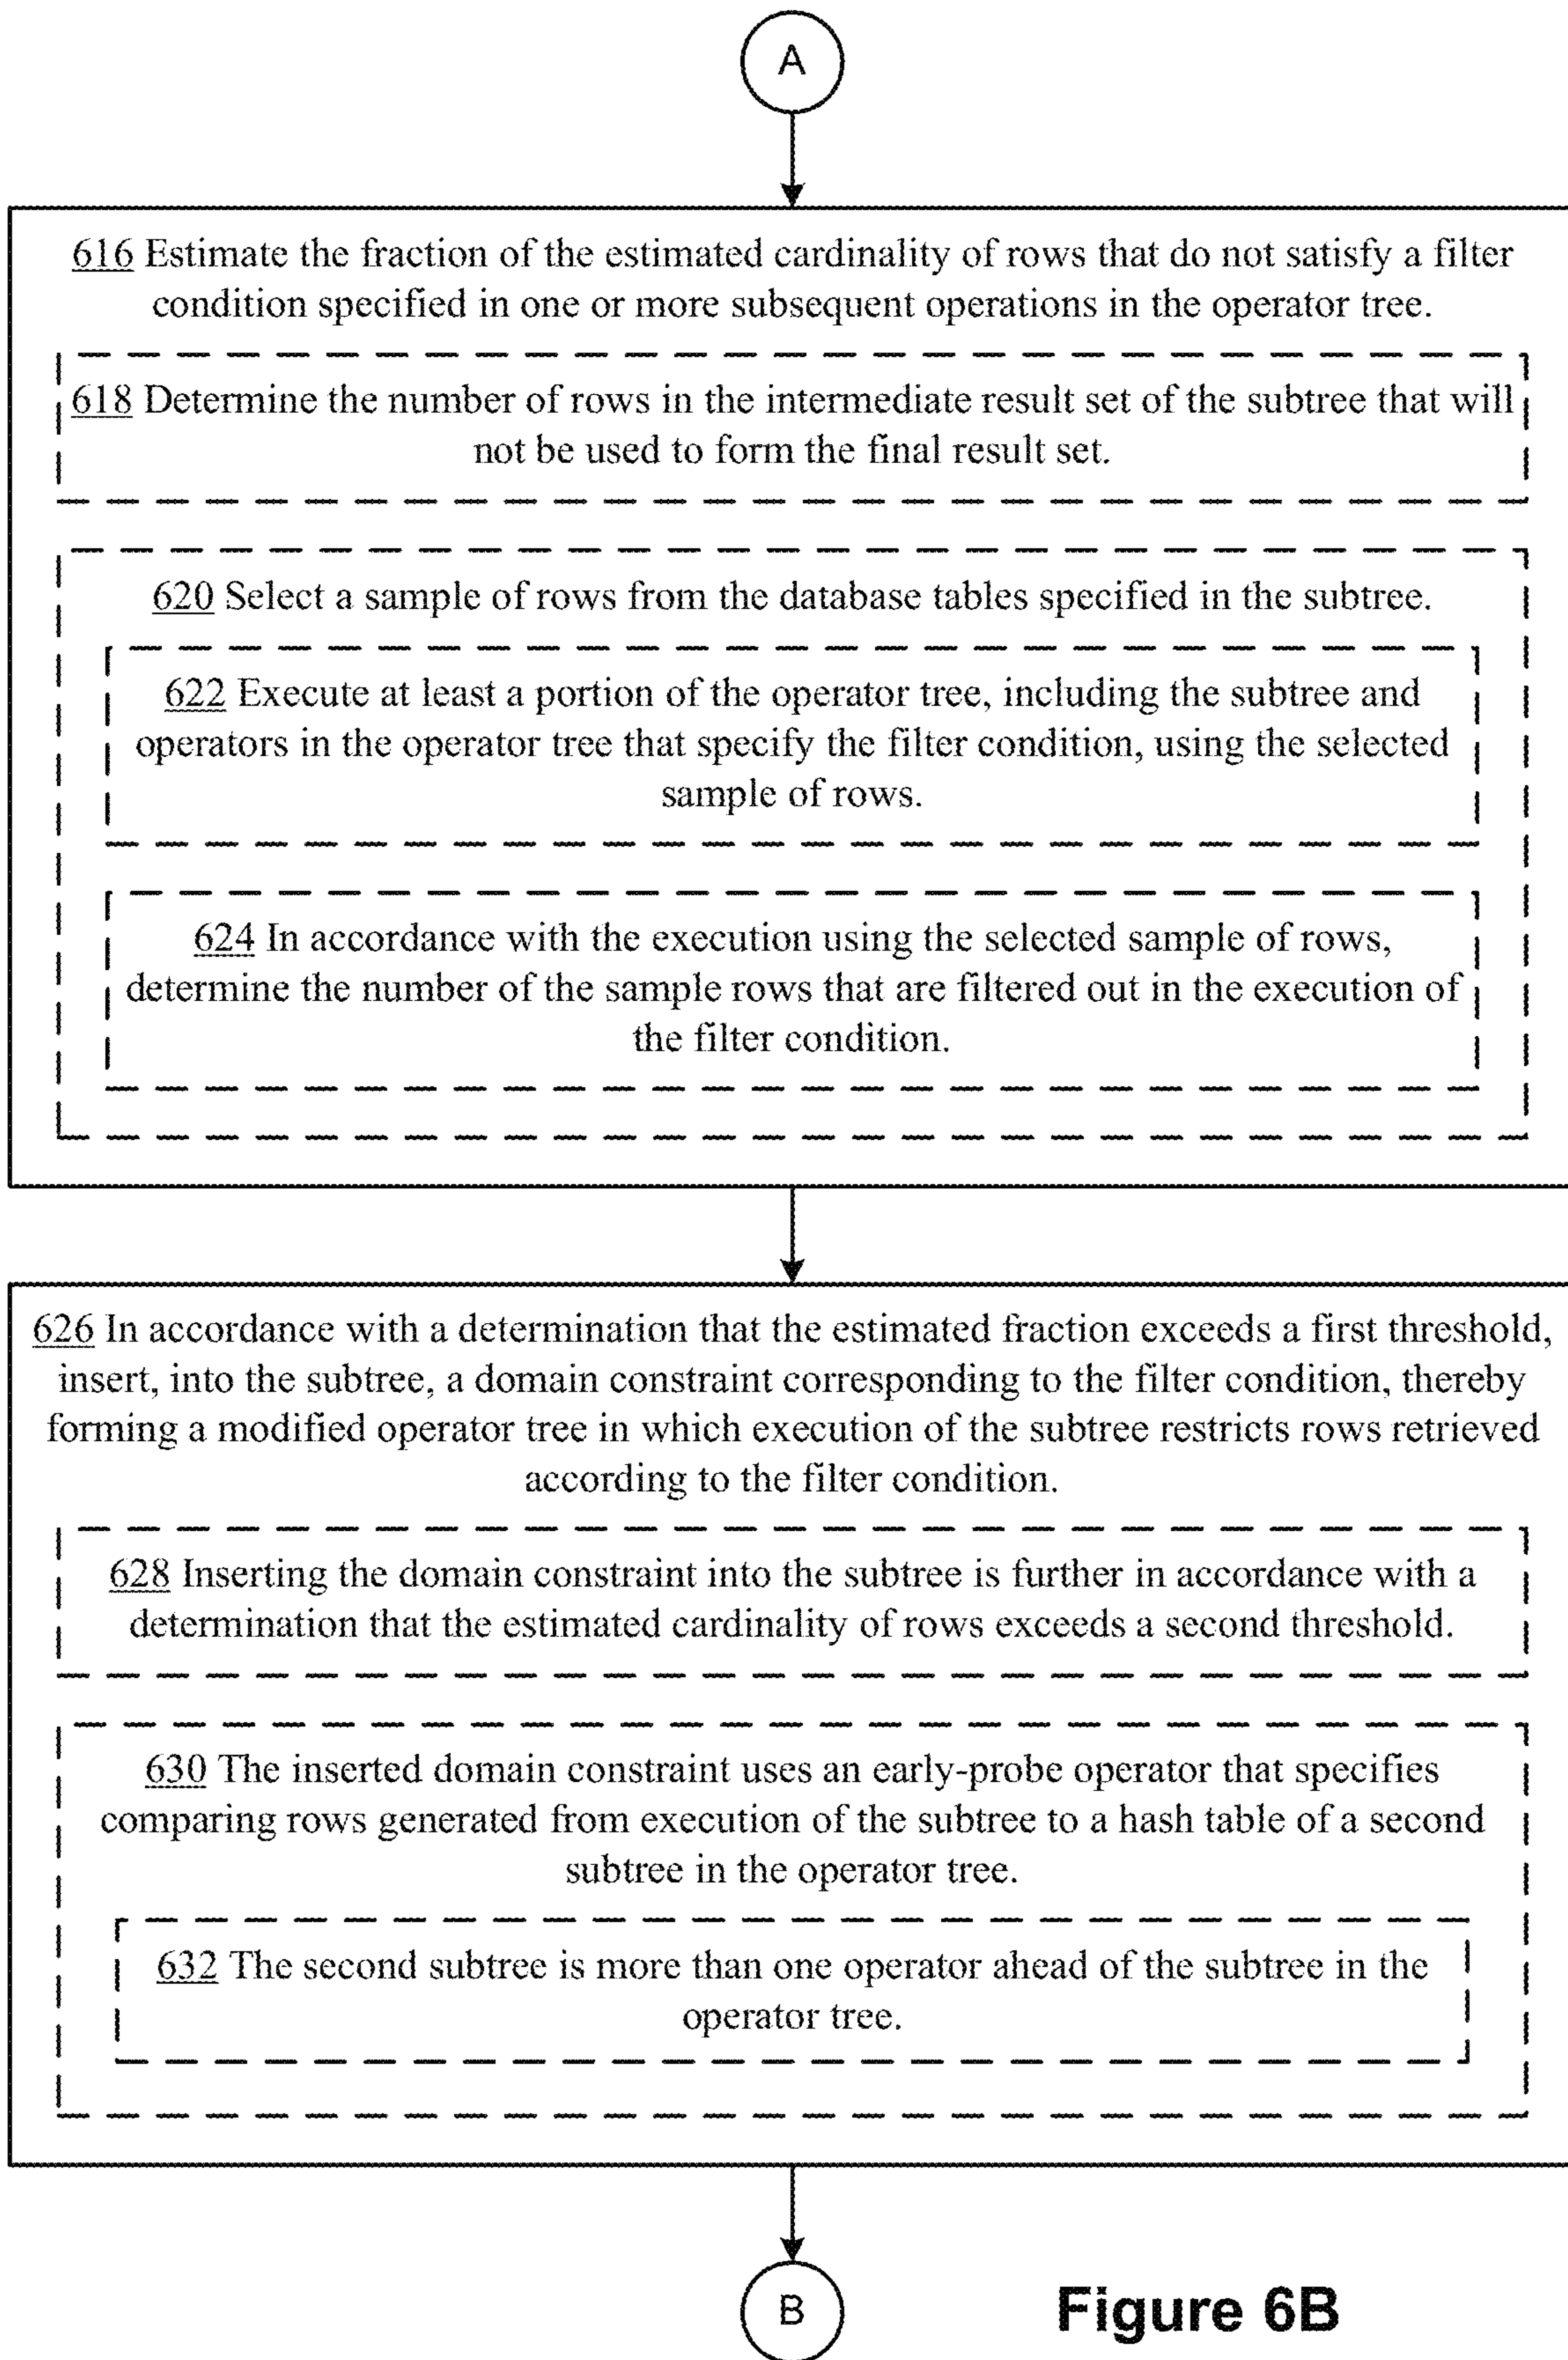 A
616 Estimate the fraction of the estimated cardinality of rows that do not satisfy a filter
condition specified in one or more subsequent operations in the operator tree.
618 Determine the number of rows in the intermediate result set of the subtree that will
not be used to form the final result set.
620 Select a sample of rows from the database tables specified in the subtree.
622 Execute at least a portion of the operator tree, including the subtree and
operators in the operator tree that specify the filter condition, using the selected
sample of rows.
624 In accordance with the execution using the selected sample of rows,
determine the number of the sample rows that are filtered out in the execution of
the filter condition.
626 In accordance with a determination that the estimated fraction exceeds a first threshold,
insert, into the subtree, a domain constraint corresponding to the filter condition, thereby
forming a modified operator tree in which execution of the subtree restricts rows retrieved
according to the filter condition.
628 Inserting the domain constraint into the subtree is further in accordance with a
determination that the estimated cardinality of rows exceeds a second threshold.
630 The inserted domain constraint uses an early-probe operator that specifies
comparing rows generated from execution of the subtree to a hash table of a second
subtree in the operator tree.
632 The second subtree is more than one operator ahead of the subtree in the
operator tree.
B
Figure 6B